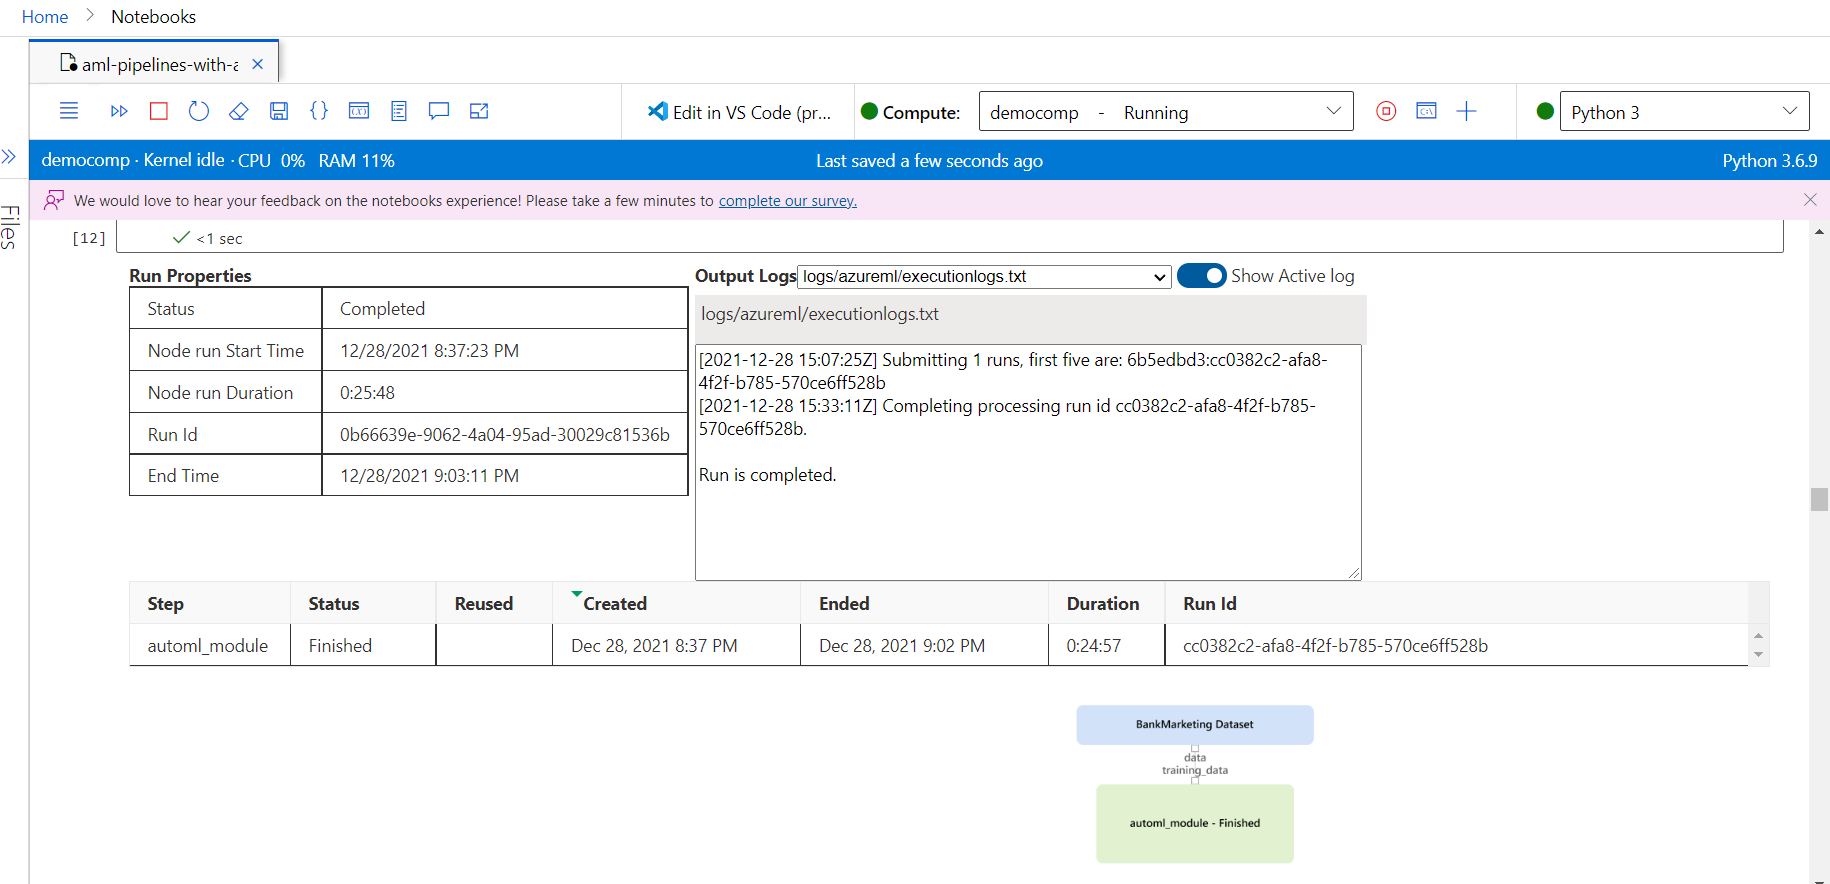 Home > Notebooks
aml-pipelines-with-a
Edit in VS Code (pr... Compute: democomp - Running Python 3
democomp · Kernel idle · CPU 0% RAM 11% Last saved a few seconds ago Python 3.6.9
Files
We would love to hear your feedback on the notebooks experience! Please take a few minutes to complete our survey.
[12] <1 sec
Run Properties
Status Completed
Node run Start Time 12/28/2021 8:37:23 PM
Node run Duration 0:25:48
Run Id 0b66639e-9062-4a04-95ad-30029c81536b
End Time 12/28/2021 9:03:11 PM
Output Logs logs/azureml/executionlogs.txt Show Active log
logs/azureml/executionlogs.txt
[2021-12-28 15:07:25Z] Submitting 1 runs, first five are: 6b5edbd3:cc0382c2-afa8-
4f2f-b785-570ce6ff528b
[2021-12-28 15:33:11Z] Completing processing run id cc0382c2-afa8-4f2f-b785-
570ce6ff528b.
Run is completed.
Step Status Reused Created Ended Duration Run Id
automl_module Finished Dec 28, 2021 8:37 PM Dec 28, 2021 9:02 PM 0:24:57 cc0382c2-afa8-4f2f-b785-570ce6ff528b
BankMarketing Dataset
data
training_data
automl_module - Finished